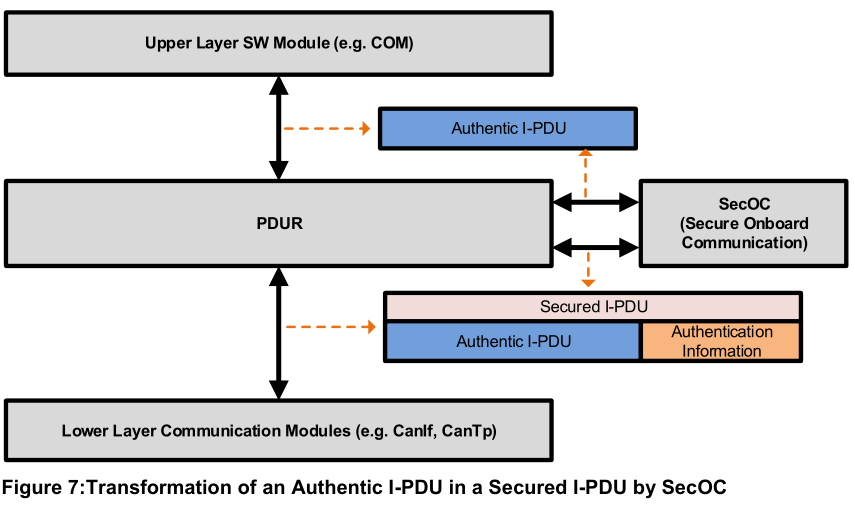 Upper Layer SW Module (e.g. COM)
Authentic I-PDU
PDUR
SecOC
(Secure Onboard
Communication)
Secured I-PDU
Authentic I-PDU
Authentication
Information
Lower Layer Communication Modules (e.g. CanIf, CanTp)
Figure 7:Transformation of an Authentic I-PDU in a Secured I-PDU by SecOC